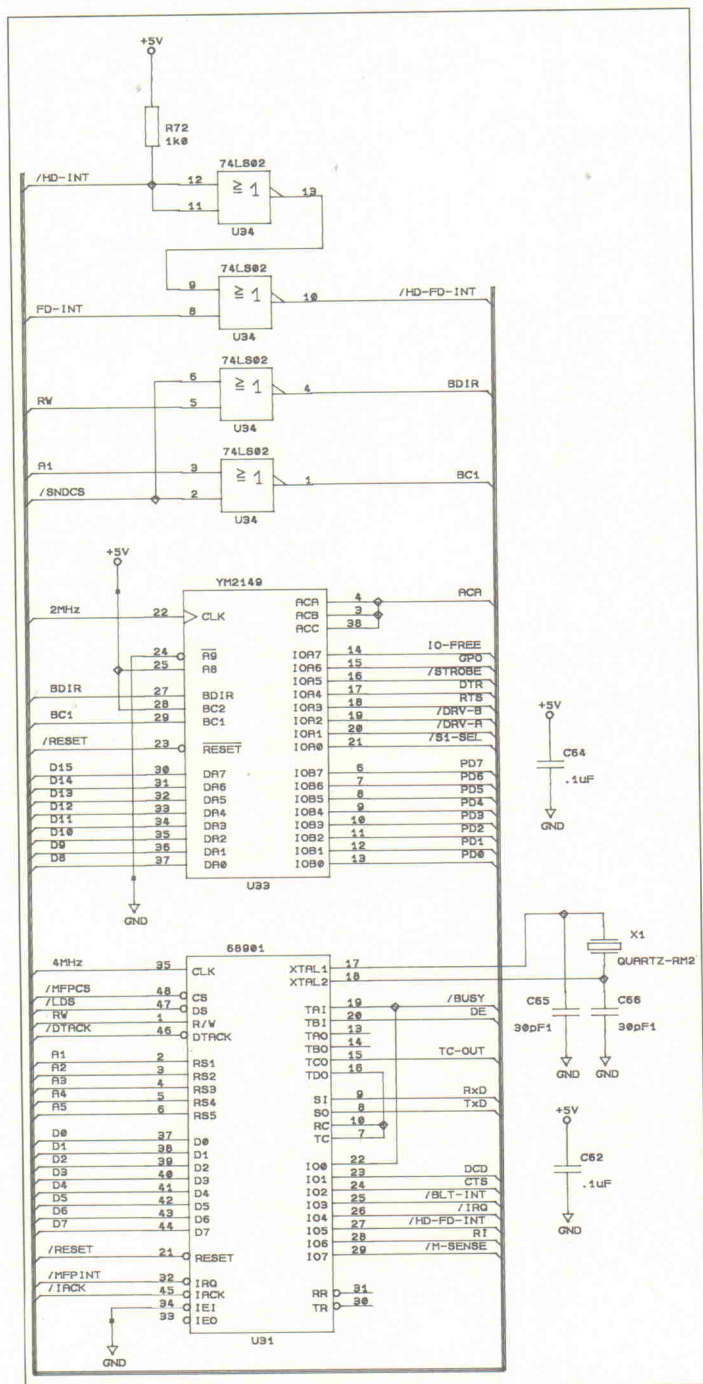 +5V
R72
1k0
74LS02
/HD-INT 12 ≥ 1 13
11
U34
74LS02
9 ≥ 1 10 /HD-FD-INT
FD-INT 8
U34
74LS02
6 ≥ 1 4 BDIR
RW 5
U34
74LS02
A1 3 ≥ 1 1 BC1
/SNDCS 2
U34
+5V
YM2149
2MHz 22 CLK
ACA 4 ACA
ACB 3
ACC 38
24 A9
25 A8
BDIR 27 BDIR
28 BC2
BC1 29 BC1
/RESET 23 RESET
D15 30 DA7
D14 31 DA6
D13 32 DA5
D12 33 DA4
D11 34 DA3
D10 35 DA2
D9 36 DA1
D8 37 DA0
IOA7 14 IO-FREE
IOA6 15 GPO
IOA5 16 /STROBE
IOA4 17 DTR
IOA3 18 RTS
IOA2 19 /DRV-B
IOA1 20 /DRV-A
IOA0 21 /S1-SEL
IOB7 6 PD7
IOB6 7 PD6
IOB5 8 PD5
IOB4 9 PD4
IOB3 10 PD3
IOB2 11 PD2
IOB1 12 PD1
IOB0 13 PD0
U33
GND
+5V
C64
.1uF
GND
68901
4MHz 35 CLK
/MFPCS 48 CS
/LDS 47 DS
RW 1 R/W
/DTACK 46 DTACK
A1 2 RS1
A2 3 RS2
A3 4 RS3
A4 5 RS4
A5 6 RS5
D0 37 D0
D1 38 D1
D2 39 D2
D3 40 D3
D4 41 D4
D5 42 D5
D6 43 D6
D7 44 D7
/RESET 21 RESET
/MFPINT 32 IRQ
/IACK 45 IACK
34 IEI
33 IEO
GND
XTAL1 17
XTAL2 18
TAI 19 /BUSY
TBI 20 DE
TAO 13
TBO 14
TCO 15 TC-OUT
TDO 16
SI 9 RxD
SO 8 TxD
RC 10
TC 7
IO0 22
IO1 23 DCD
IO2 24 CTS
IO3 25 /BLT-INT
IO4 26 /IRQ
IO5 27 /HD-FD-INT
IO6 28 RI
IO7 29 /M-SENSE
RR 31
TR 30
U31
X1
QUARTZ-RM2
C65
30pF1
C66
30pF1
GND
GND
+5V
C62
.1uF
GND